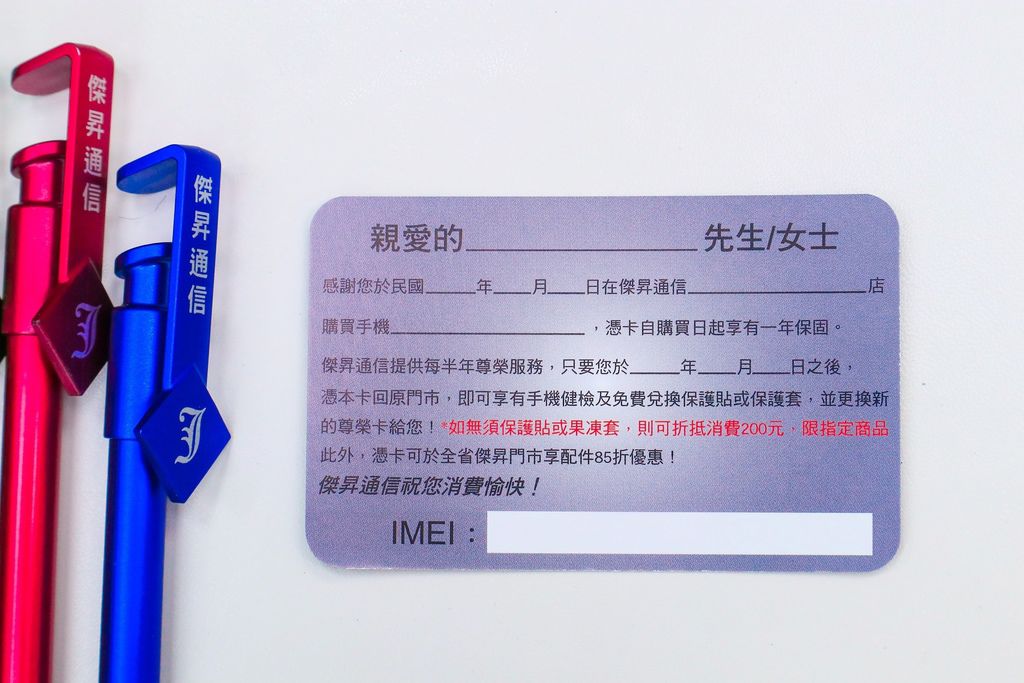 傑昇通信
傑昇通信
親愛的______________先生/女士
感謝您於民國_____年____月____日在傑昇通信__________________店
購買手機____________________，憑卡自購買日起享有一年保固。
傑昇通信提供每半年尊榮服務，只要您於_____年____月____日之後，
憑本卡回原門市，即可享有手機健檢及免費兌換保護貼或保護套，並更換新
的尊榮卡給您！*如無須保護貼或果凍套，則可折抵消費200元，限指定商品
此外，憑卡可於全省傑昇門市享配件85折優惠！
傑昇通信祝您消費愉快！
IMEI：